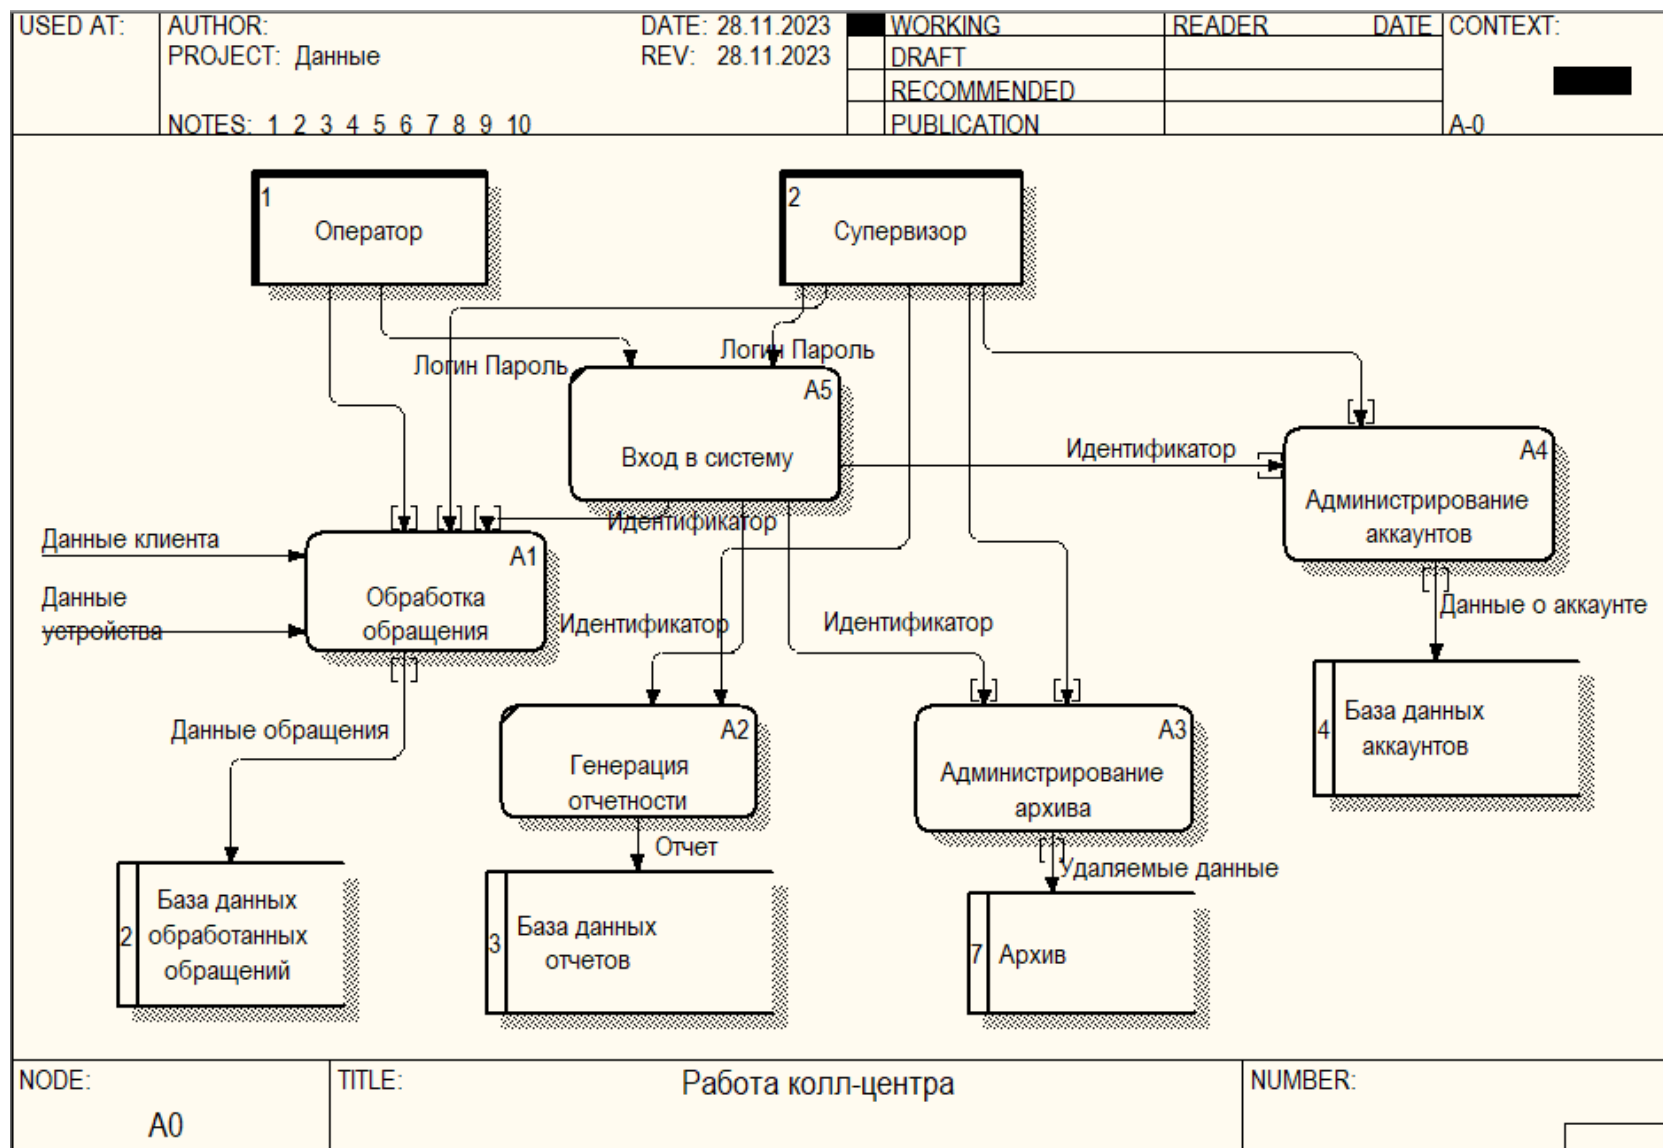 USED AT:
AUTHOR:
DATE: 28.11.2023
PROJECT: Данные
REV: 28.11.2023
NOTES: 1 2 3 4 5 6 7 8 9 10
WORKING
DRAFT
RECOMMENDED
PUBLICATION
READER
DATE
CONTEXT:
A-0
1
Оператор
2
Супервизор
Логин Пароль
Логин Пароль
A5
Вход в систему
Идентификатор
A4
Администрирование
аккаунтов
Идентификатор
Данные клиента
Данные
устройства
A1
Обработка
обращения
Идентификатор
Идентификатор
Данные о аккаунте
4
База данных
аккаунтов
Данные обращения
A2
Генерация
отчетности
A3
Администрирование
архива
Отчет
Удаляемые данные
2
База данных
обработанных
обращений
3
База данных
отчетов
7
Архив
NODE:
A0
TITLE:
Работа колл-центра
NUMBER: